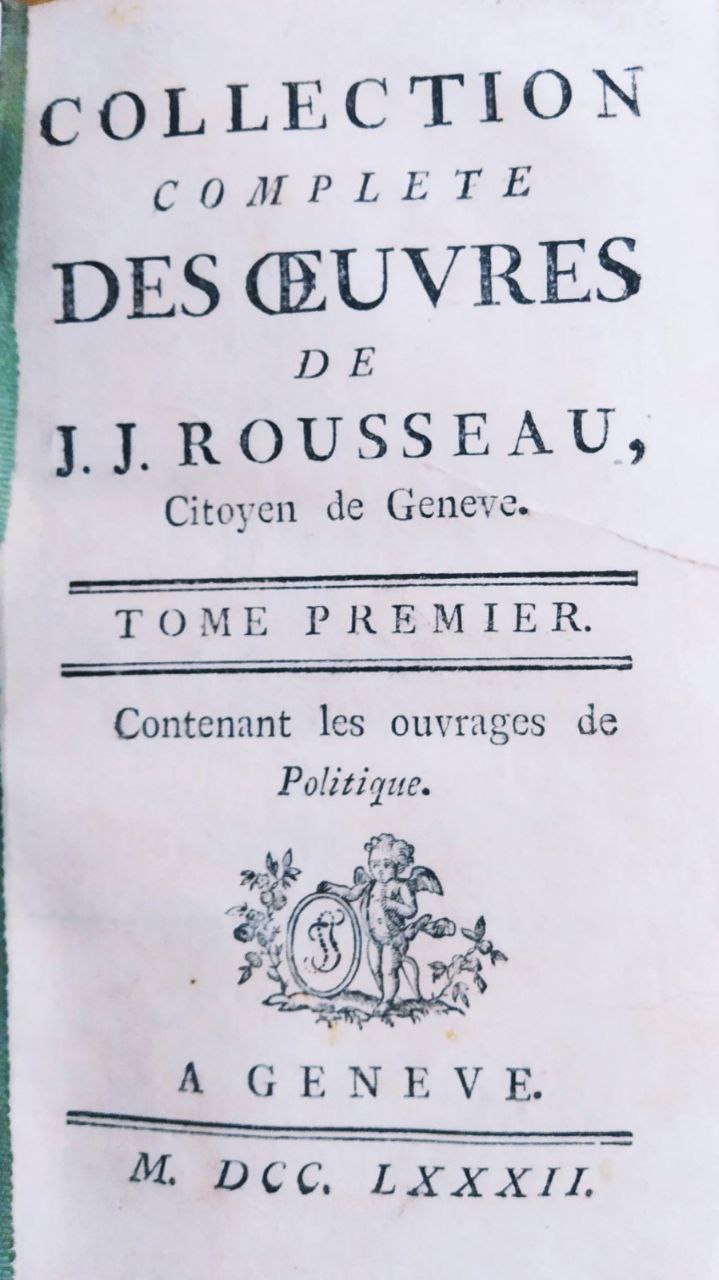 COLLECTION
COMPLETE
DES ŒUVRES
DE
J. J. ROUSSEAU,
Citoyen de Geneve.
TOME PREMIER.
Contenant les ouvrages de
Politique.
A GENEVE.
M. DCC. LXXXII.